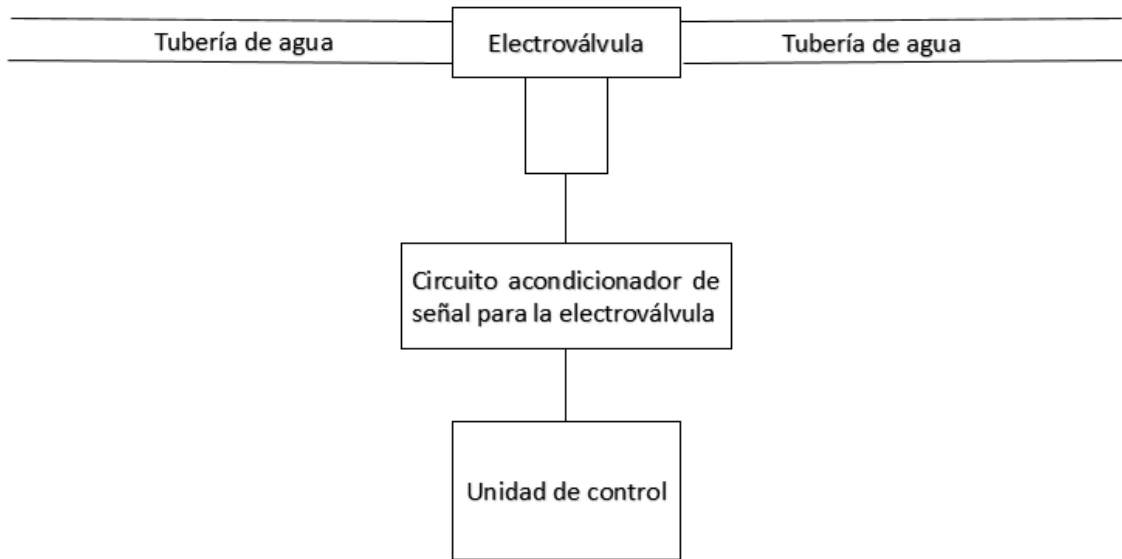 Tubería de agua
Electroválvula
Tubería de agua
Circuito acondicionador de
señal para la electroválvula
Unidad de control